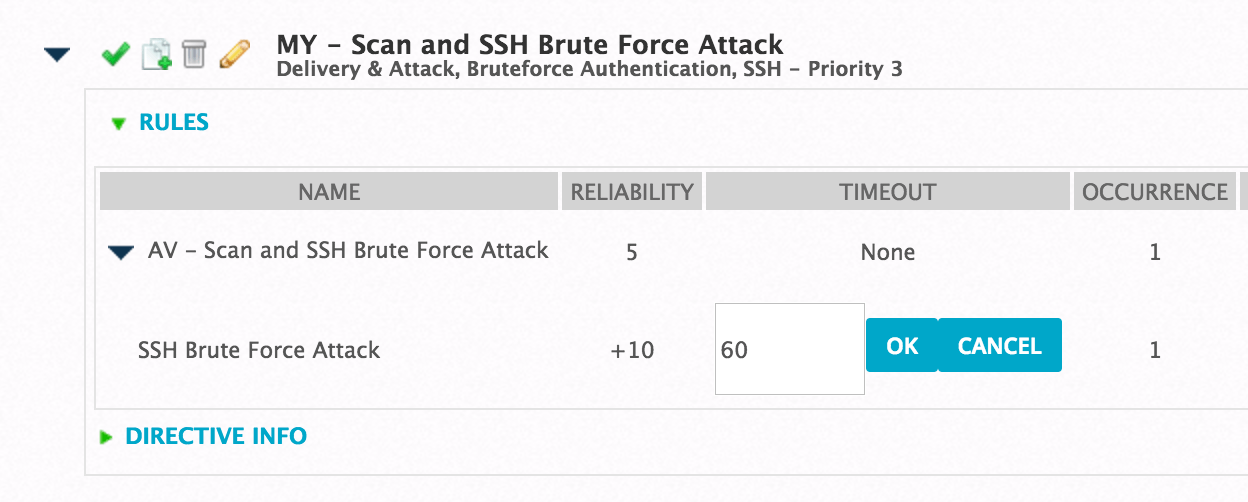 MY – Scan and SSH Brute Force Attack
Delivery & Attack, Bruteforce Authentication, SSH – Priority 3
RULES
NAME RELIABILITY TIMEOUT OCCURRENCE
AV – Scan and SSH Brute Force Attack 5 None 1
SSH Brute Force Attack +10 60 OK CANCEL 1
DIRECTIVE INFO